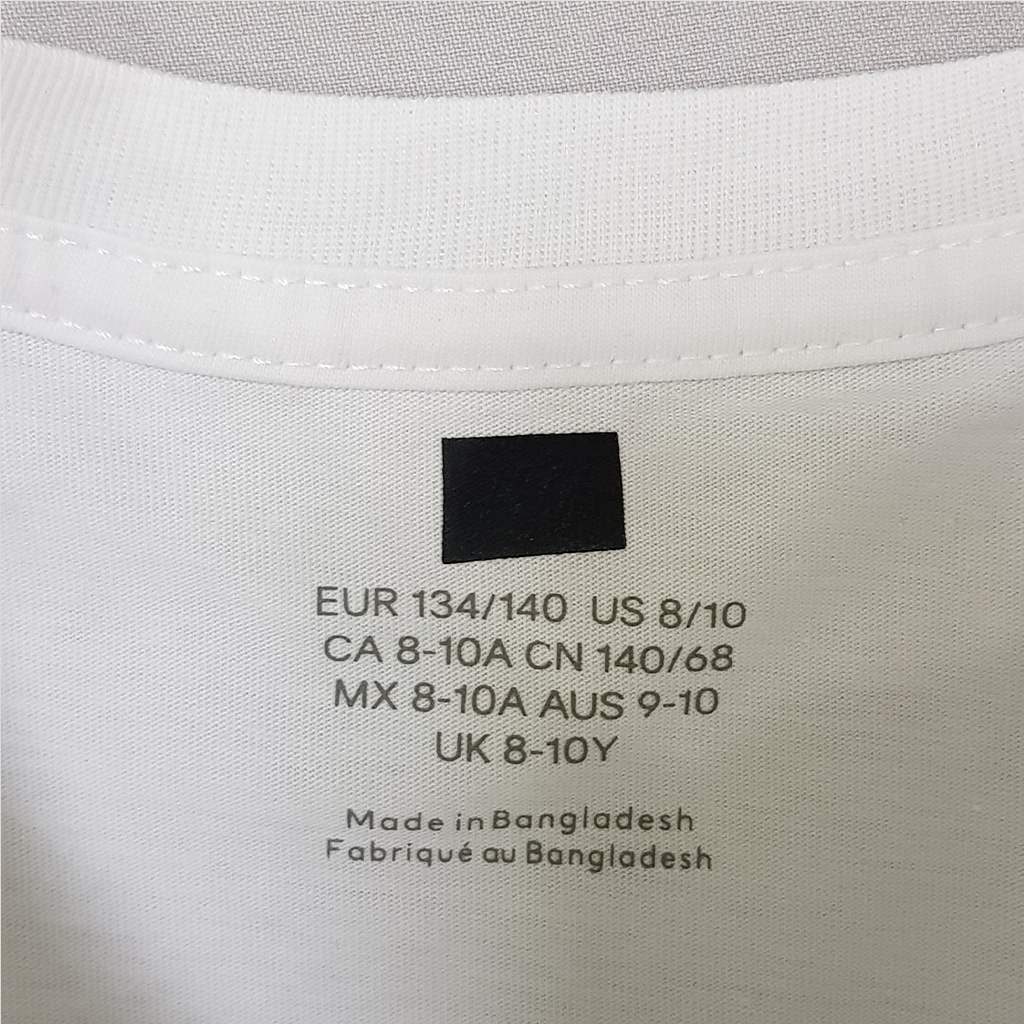 EUR 134/140 US 8/10
CA 8-10A CN 140/68
MX 8-10A AUS 9-10
UK 8-10Y
Made in Bangladesh
Fabriqué au Bangladesh